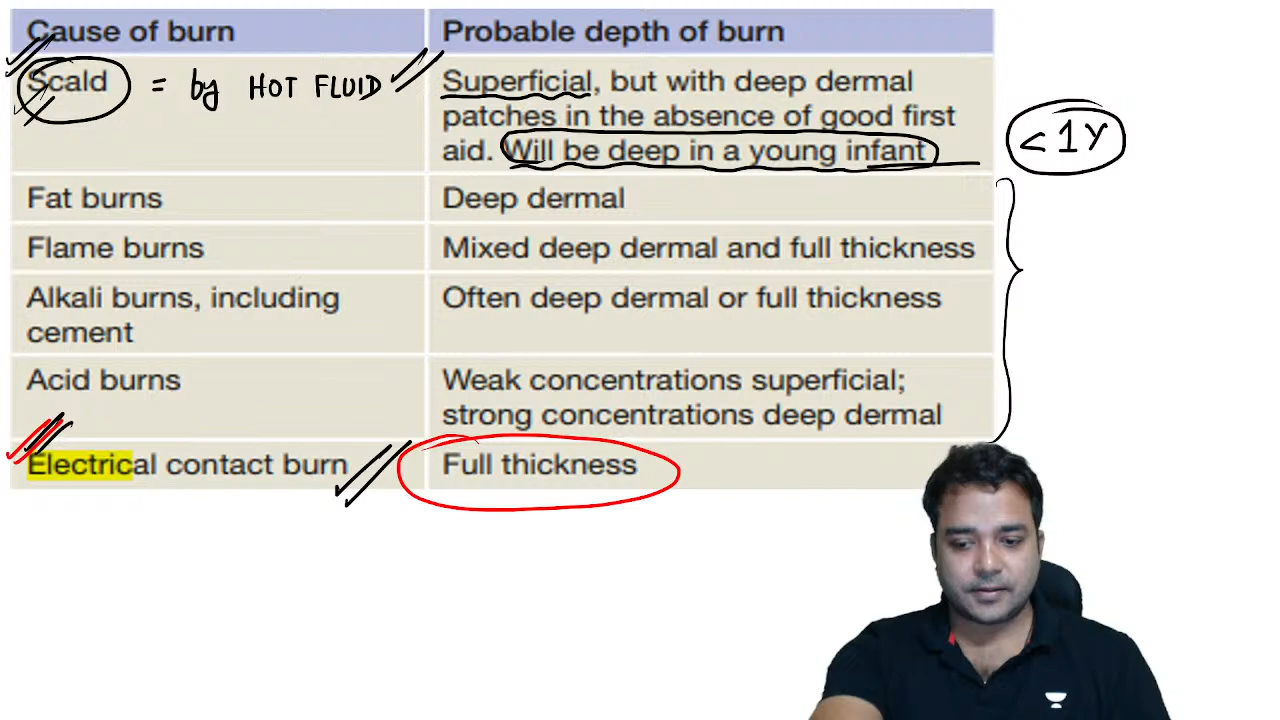 Cause of burn
Probable depth of burn
Scald = by HOT FLUID
Superficial, but with deep dermal
patches in the absence of good first
aid. Will be deep in a young infant
< 1 Y
Fat burns
Deep dermal
Flame burns
Mixed deep dermal and full thickness
Alkali burns, including
cement
Often deep dermal or full thickness
Acid burns
Weak concentrations superficial;
strong concentrations deep dermal
Electrical contact burn
Full thickness